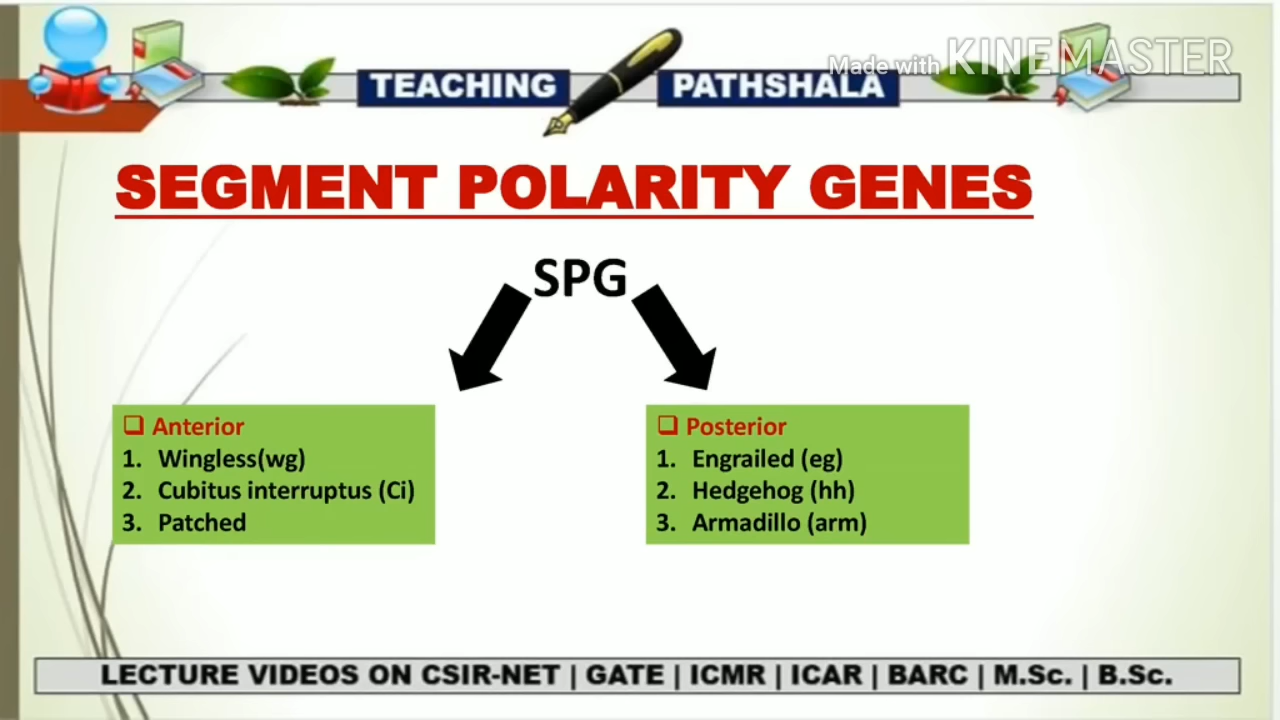 TEACHING PATHSHALA
Made with KINEMASTER
SEGMENT POLARITY GENES
SPG
Anterior
1. Wingless(wg)
2. Cubitus interruptus (Ci)
3. Patched
Posterior
1. Engrailed (eg)
2. Hedgehog (hh)
3. Armadillo (arm)
LECTURE VIDEOS ON CSIR-NET | GATE | ICMR | ICAR | BARC | M.Sc. | B.Sc.